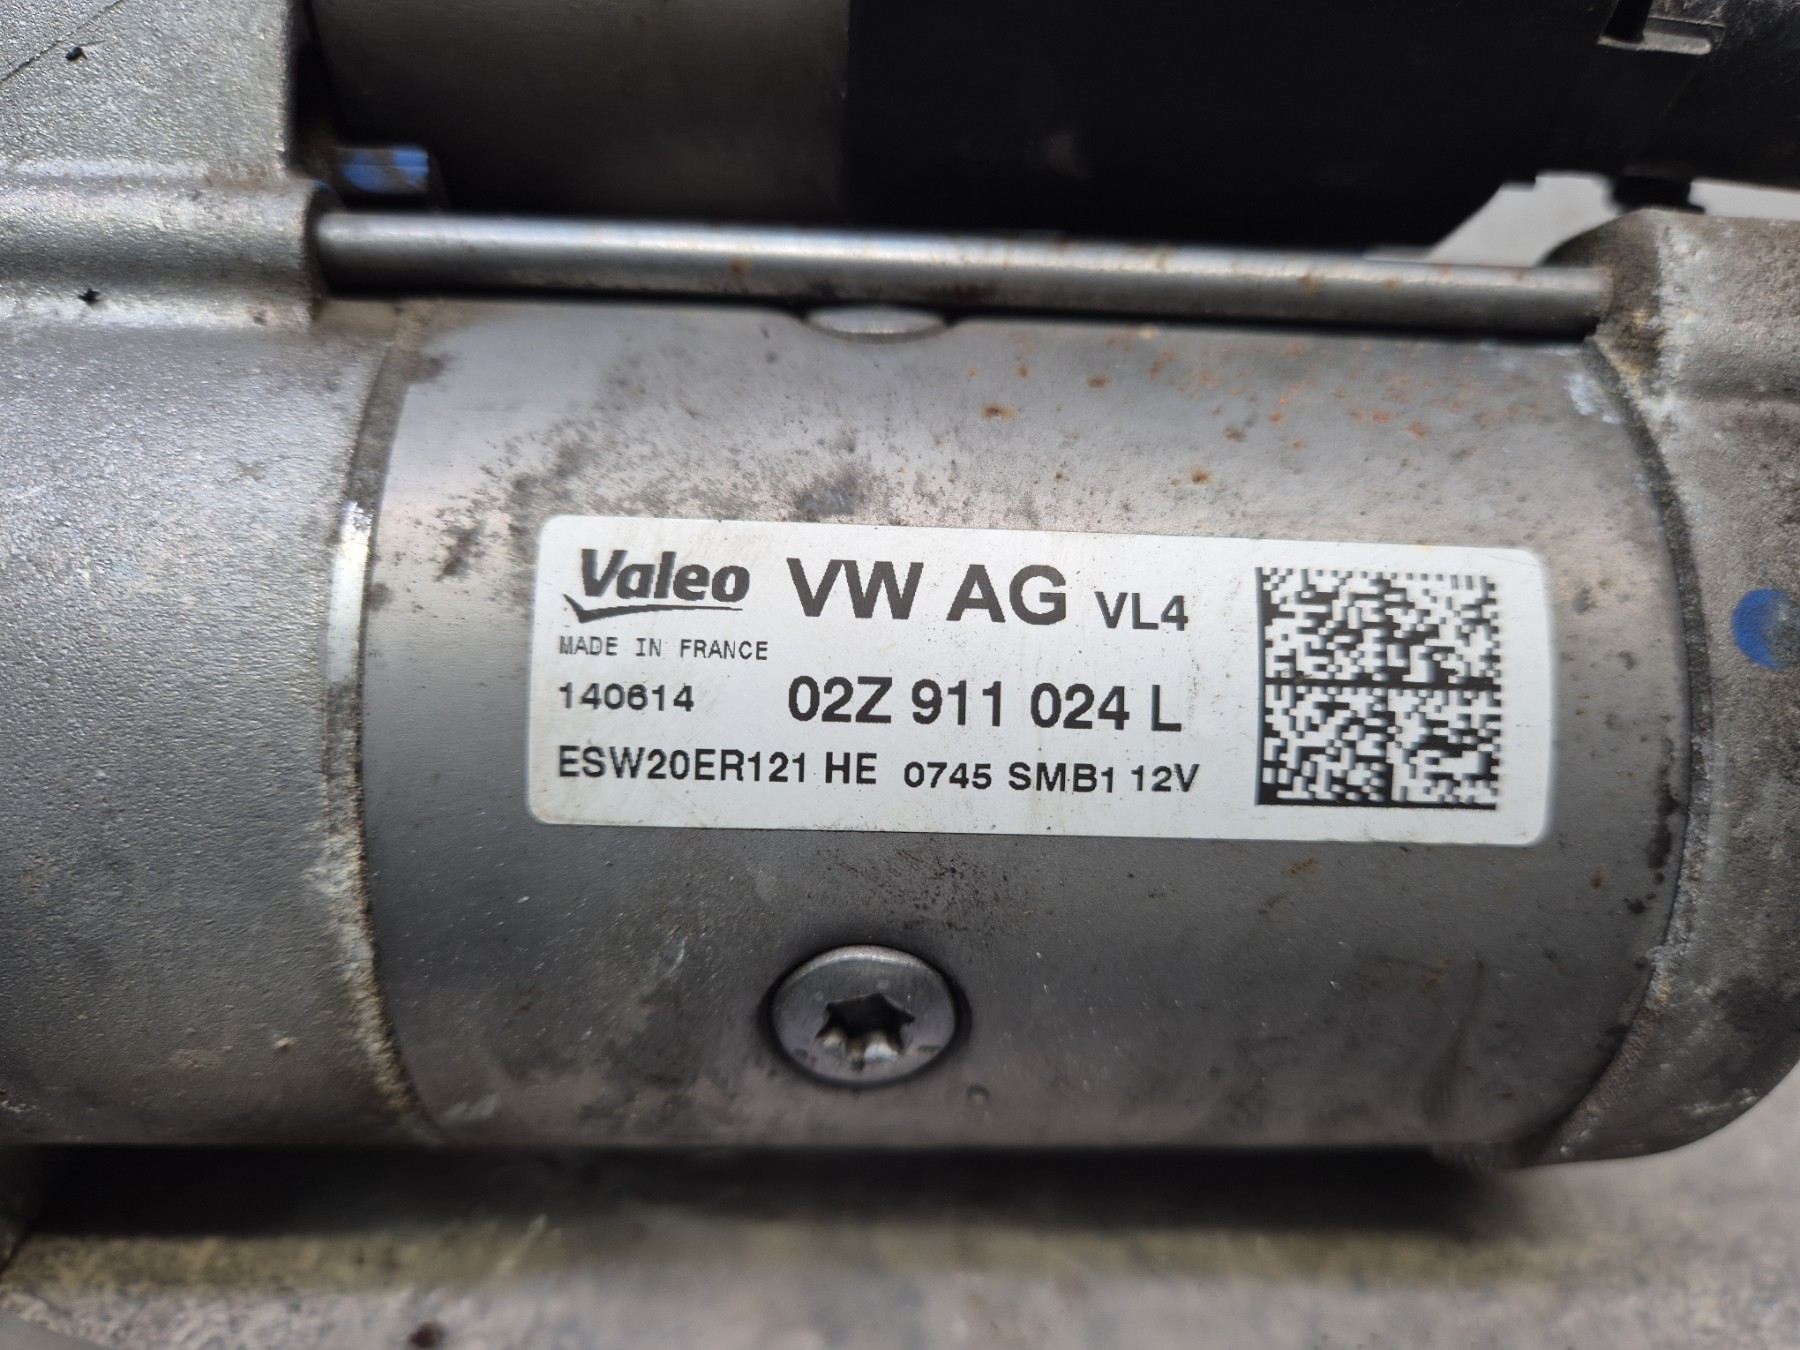 Valeo VW AG VL4
MADE IN FRANCE
140614 02Z 911 024 L
ESW20ER121 HE 0745 SMB1 12V